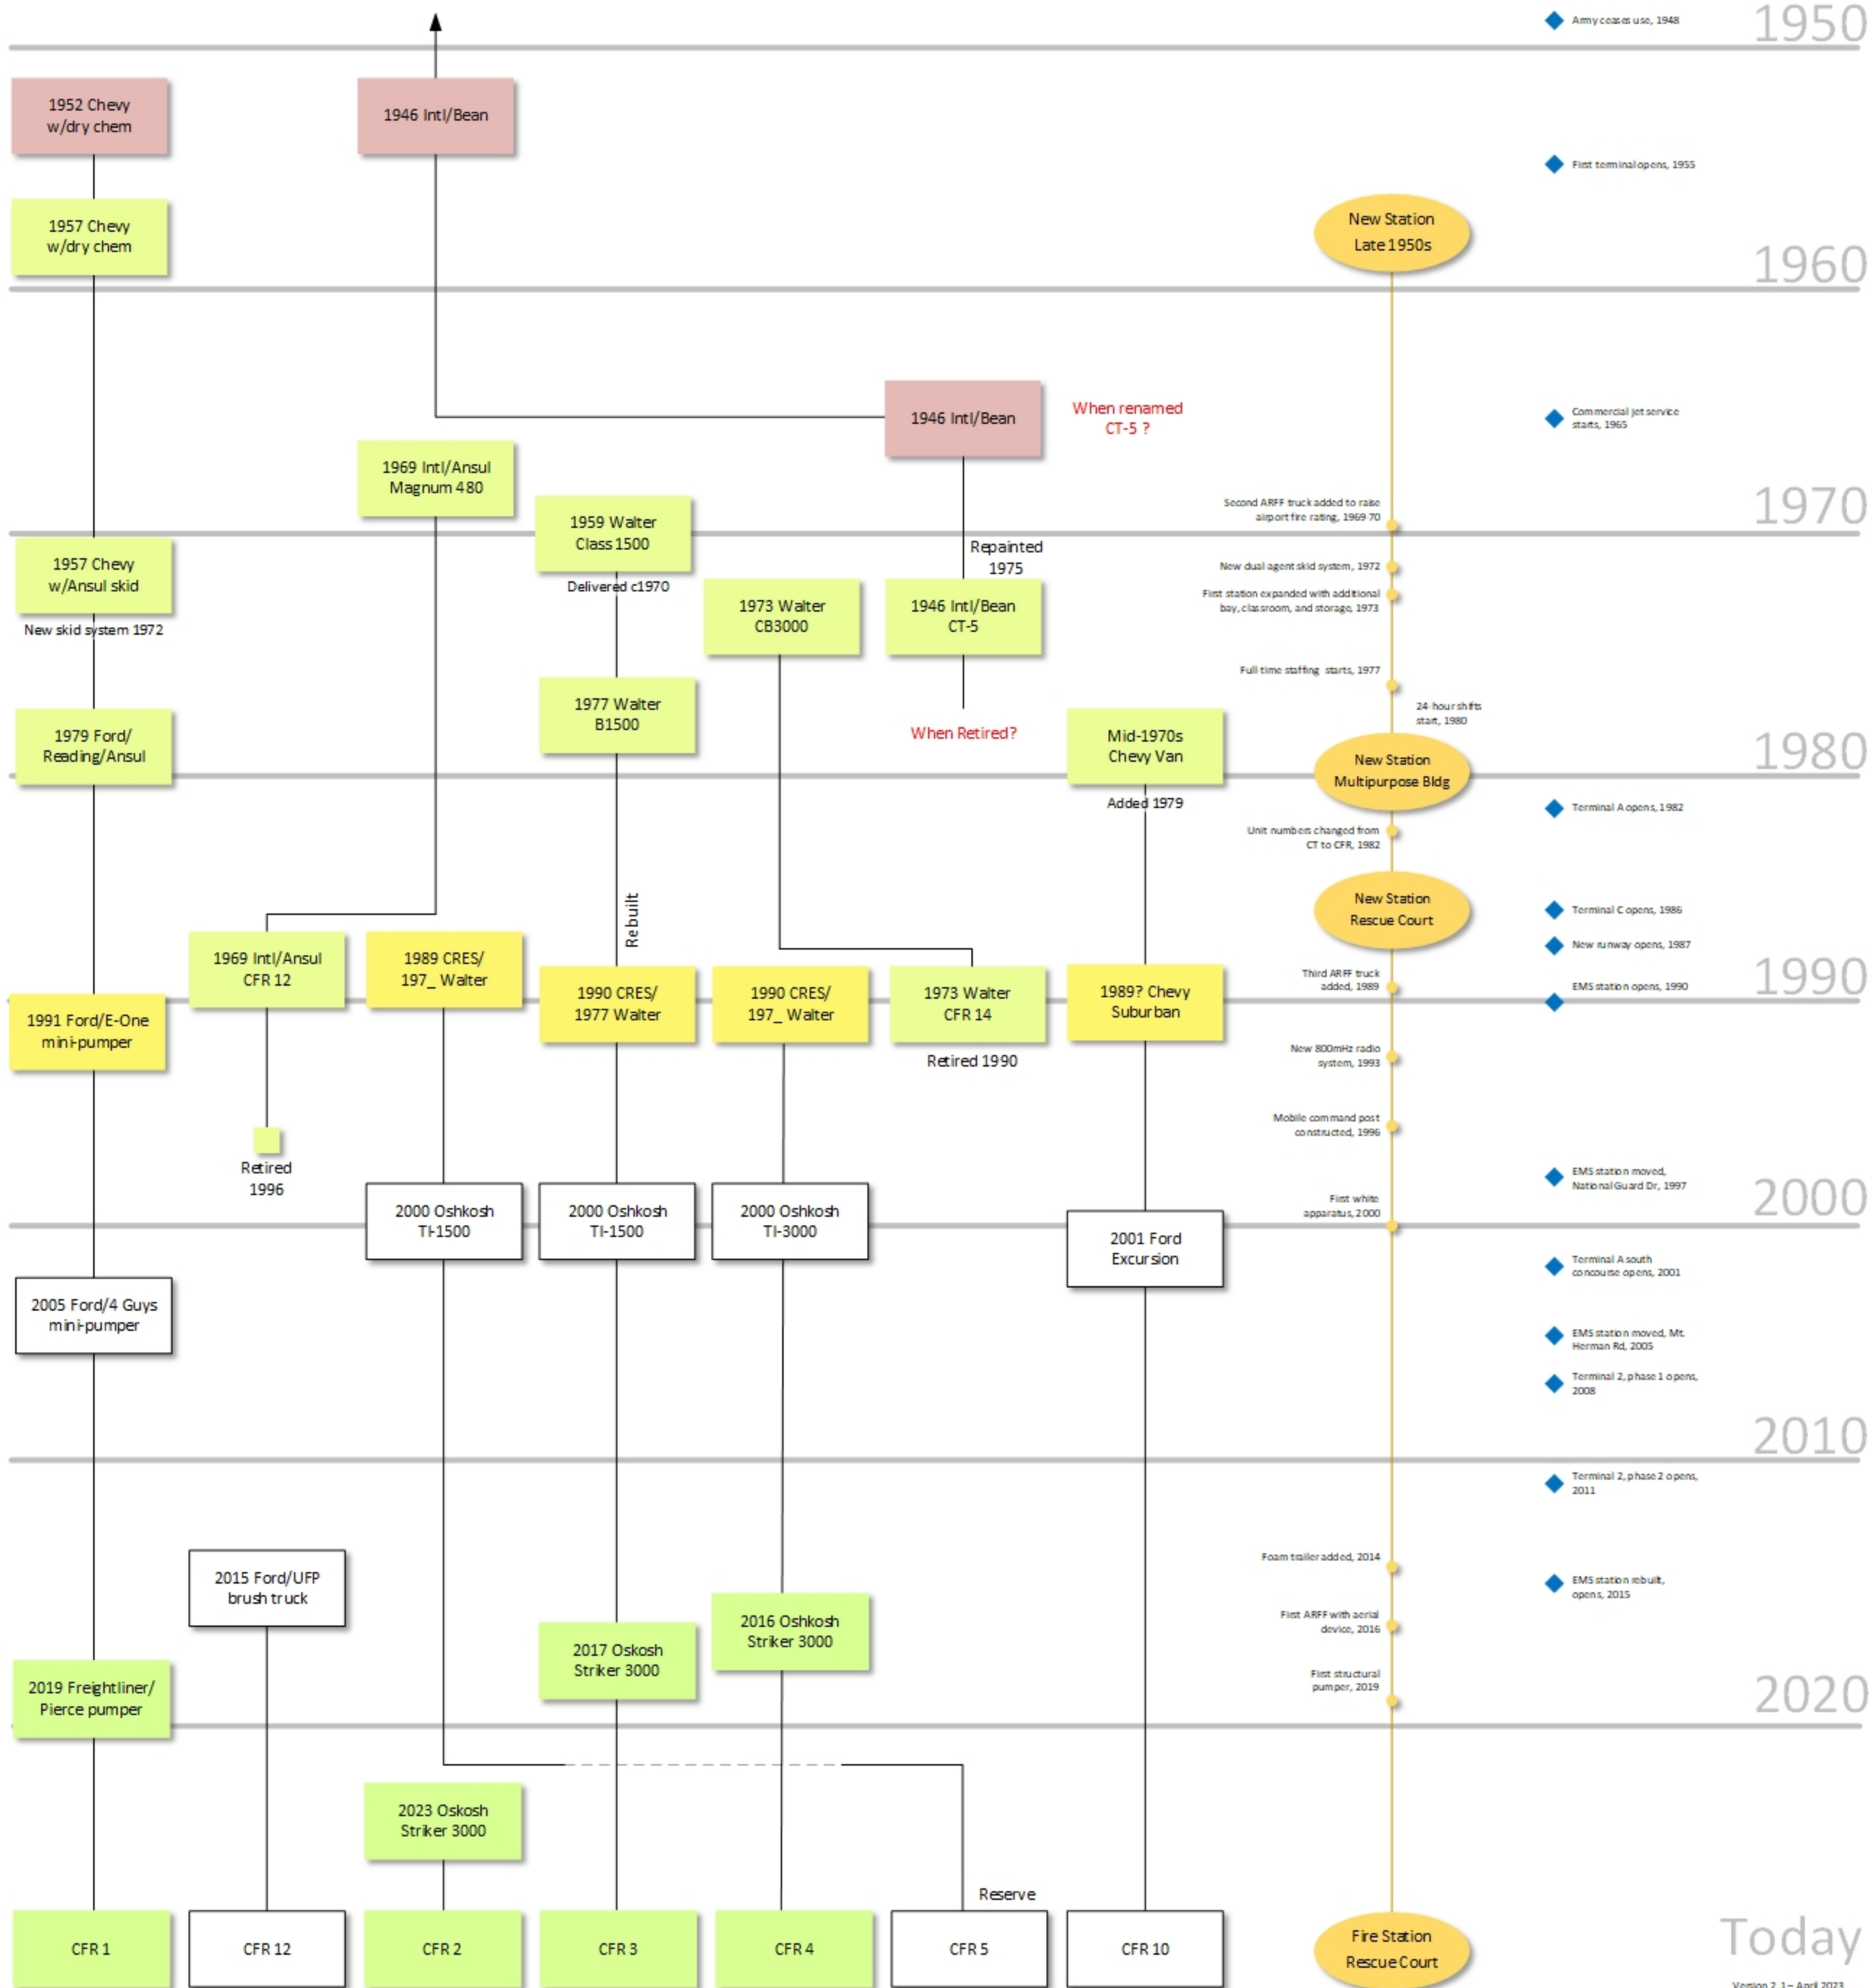 Army ceases use, 1948
1950
1952 Chevy
w/dry chem
1946 Intl/Bean
First terminal opens, 1955
1957 Chevy
w/dry chem
New Station
Late 1950s
1960
1946 Intl/Bean
When renamed
CT-5 ?
Commercial jet service
starts, 1965
1969 Intl/Ansul
Magnum 480
1970
Second ARFF truck added to raise
airport fire rating, 1969-70
1959 Walter
Class 1500
Delivered c1970
Repainted
1975
1957 Chevy
w/Ansul skid
New skid system 1972
New dual agent skid system, 1972
First station expanded with additional
bay, classroom, and storage, 1973
1973 Walter
CB3000
1946 Intl/Bean
CT-5
Full-time staffing starts, 1977
1977 Walter
B1500
24-hour shifts
start, 1980
When Retired?
1979 Ford/
Reading/Ansul
Mid-1970s
Chevy Van
Added 1979
New Station
Multipurpose Bldg
1980
Terminal A opens, 1982
Unit numbers changed from
CT to CFR, 1982
Rebuilt
New Station
Rescue Court
Terminal C opens, 1986
New runway opens, 1987
1969 Intl/Ansul
CFR 12
1989 CRES/
197_ Walter
1990 CRES/
1977 Walter
1990 CRES/
197_ Walter
1973 Walter
CFR 14
Retired 1990
1989? Chevy
Suburban
Third ARFF truck
added, 1989
EMS station opens, 1990
1990
1991 Ford/E-One
mini-pumper
New 800mHz radio
system, 1993
Mobile command post
constructed, 1996
Retired
1996
EMS station moved,
National Guard Dr, 1997
2000
First white
apparatus, 2000
2000 Oshkosh
TI-1500
2000 Oshkosh
TI-1500
2000 Oshkosh
TI-3000
2001 Ford
Excursion
Terminal A south
concourse opens, 2001
2005 Ford/4 Guys
mini-pumper
EMS station moved, Mt.
Herman Rd, 2005
Terminal 2, phase 1 opens,
2008
2010
Terminal 2, phase 2 opens,
2011
Foam trailer added, 2014
2015 Ford/UFP
brush truck
EMS station rebuilt,
opens, 2015
First ARFF with aerial
device, 2016
2016 Oshkosh
Striker 3000
2017 Oskosh
Striker 3000
First structural
pumper, 2019
2019 Freightliner/
Pierce pumper
2020
2023 Oskosh
Striker 3000
Reserve
CFR 1
CFR 12
CFR 2
CFR 3
CFR 4
CFR 5
CFR 10
Fire Station
Rescue Court
Today
Version 2.1 – April 2023